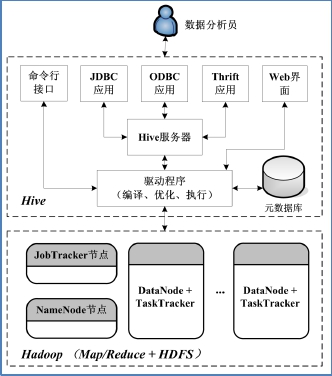 数据分析员
命令行
接口
JDBC
应用
ODBC
应用
Thrift
应用
Web界
面
Hive服务器
驱动程序
（编译、优化、执行）
元数据库
Hive
JobTracker节点
NameNode节点
DataNode +
TaskTracker
...
DataNode +
TaskTracker
Hadoop （Map/Reduce + HDFS）